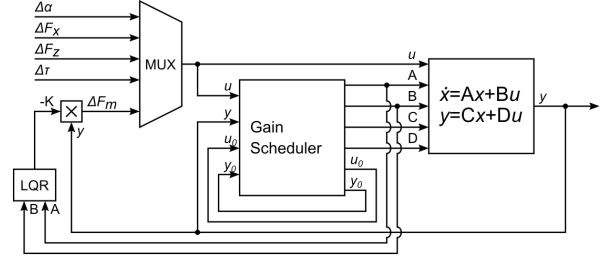 Δα
ΔFx
ΔFz
Δτ
-K
ΔFm
y
MUX
LQR
B A
u
y
u0
y0
Gain
Scheduler
u0
y0
u
A
B
C
D
ẋ=Ax+Bu
y=Cx+Du
y